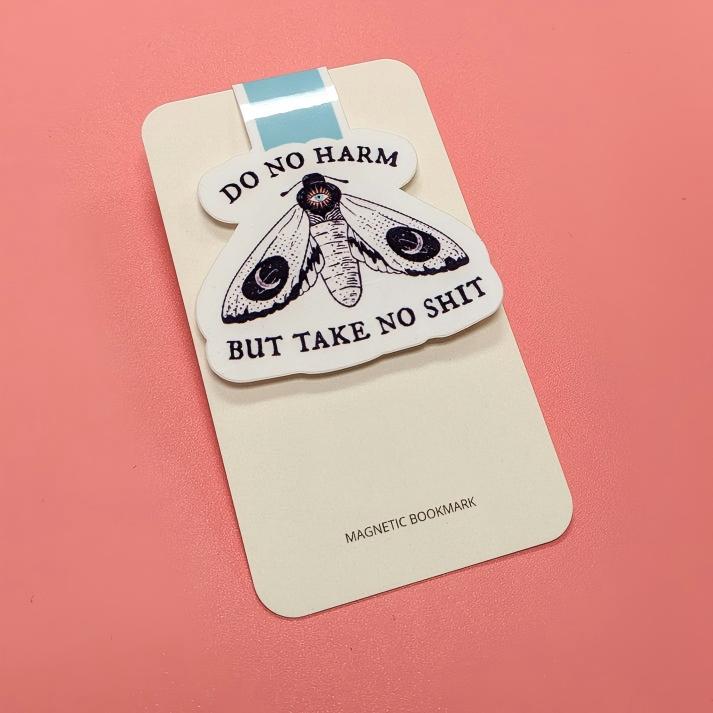 DO NO HARM
BUT TAKE NO SHIT
MAGNETIC BOOKMARK